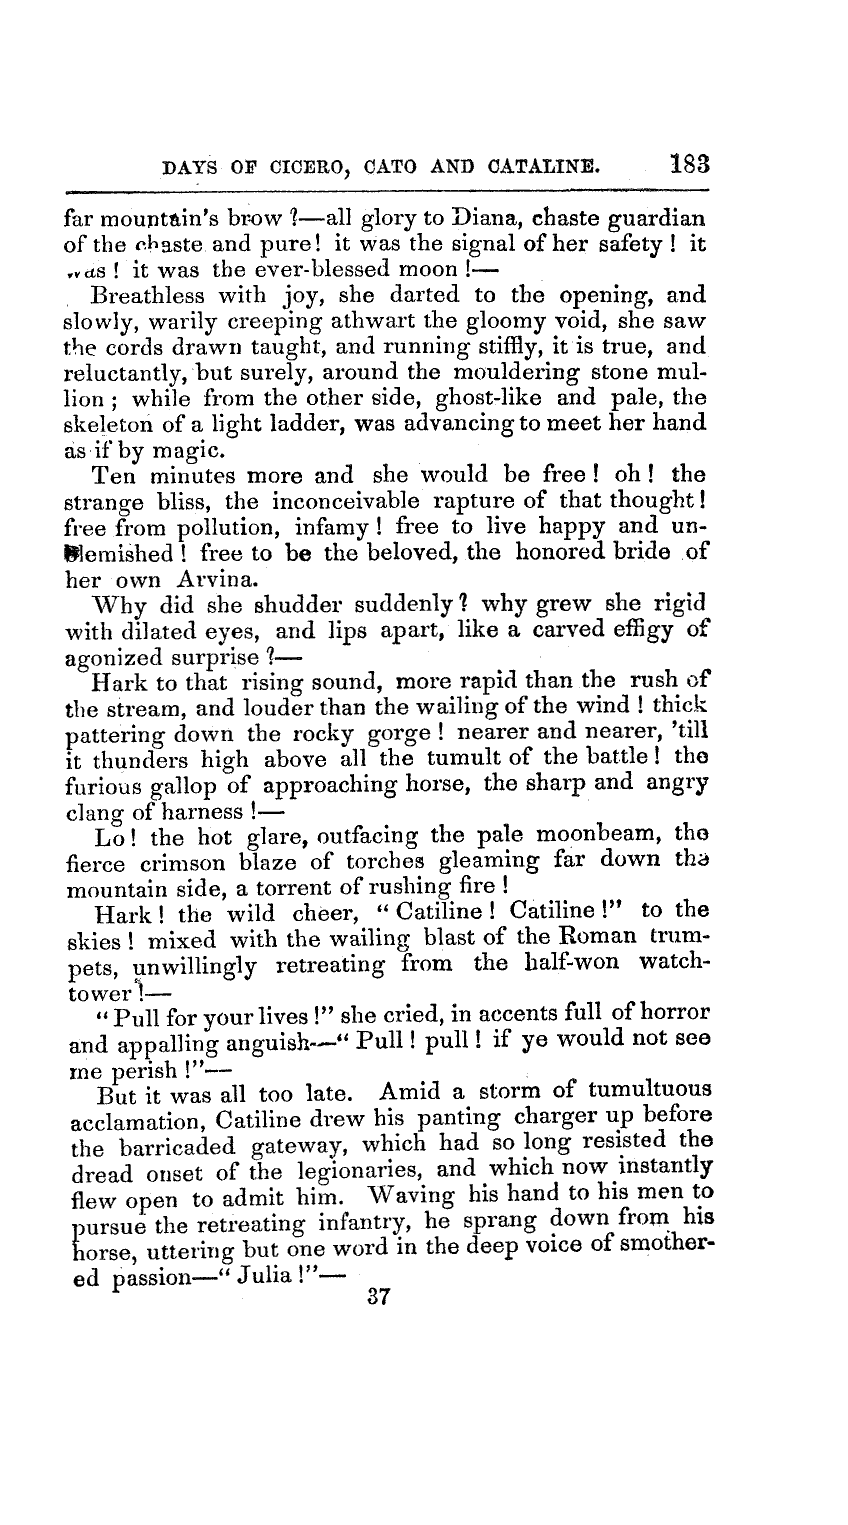 DAYS OF CICERO, CATO AND CATALINE. 183
far mountain's brow ?—all glory to Diana, chaste guardian
of the chaste and pure! it was the signal of her safety ! it
was ! it was the ever-blessed moon !—
Breathless with joy, she darted to the opening, and
slowly, warily creeping athwart the gloomy void, she saw
the cords drawn taught, and running stiffly, it is true, and
reluctantly, but surely, around the mouldering stone mul-
lion ; while from the other side, ghost-like and pale, the
skeleton of a light ladder, was advancing to meet her hand
as if by magic.
Ten minutes more and she would be free ! oh ! the
strange bliss, the inconceivable rapture of that thought !
free from pollution, infamy ! free to live happy and un-
blemished ! free to be the beloved, the honored bride of
her own Arvina.
Why did she shudder suddenly ? why grew she rigid
with dilated eyes, and lips apart, like a carved effigy of
agonized surprise ?—
Hark to that rising sound, more rapid than the rush of
the stream, and louder than the wailing of the wind ! thick
pattering down the rocky gorge ! nearer and nearer, 'till
it thunders high above all the tumult of the battle ! the
furious gallop of approaching horse, the sharp and angry
clang of harness !—
Lo ! the hot glare, outfacing the pale moonbeam, the
fierce crimson blaze of torches gleaming far down the
mountain side, a torrent of rushing fire !
Hark ! the wild cheer, “ Catiline ! Catiline !” to the
skies ! mixed with the wailing blast of the Roman trum-
pets, unwillingly retreating from the half-won watch-
tower !—
“ Pull for your lives !” she cried, in accents full of horror
and appalling anguish—“ Pull ! pull ! if ye would not see
me perish !”—
But it was all too late. Amid a storm of tumultuous
acclamation, Catiline drew his panting charger up before
the barricaded gateway, which had so long resisted the
dread onset of the legionaries, and which now instantly
flew open to admit him. Waving his hand to his men to
pursue the retreating infantry, he sprang down from his
horse, uttering but one word in the deep voice of smother-
ed passion—“ Julia !”—
37